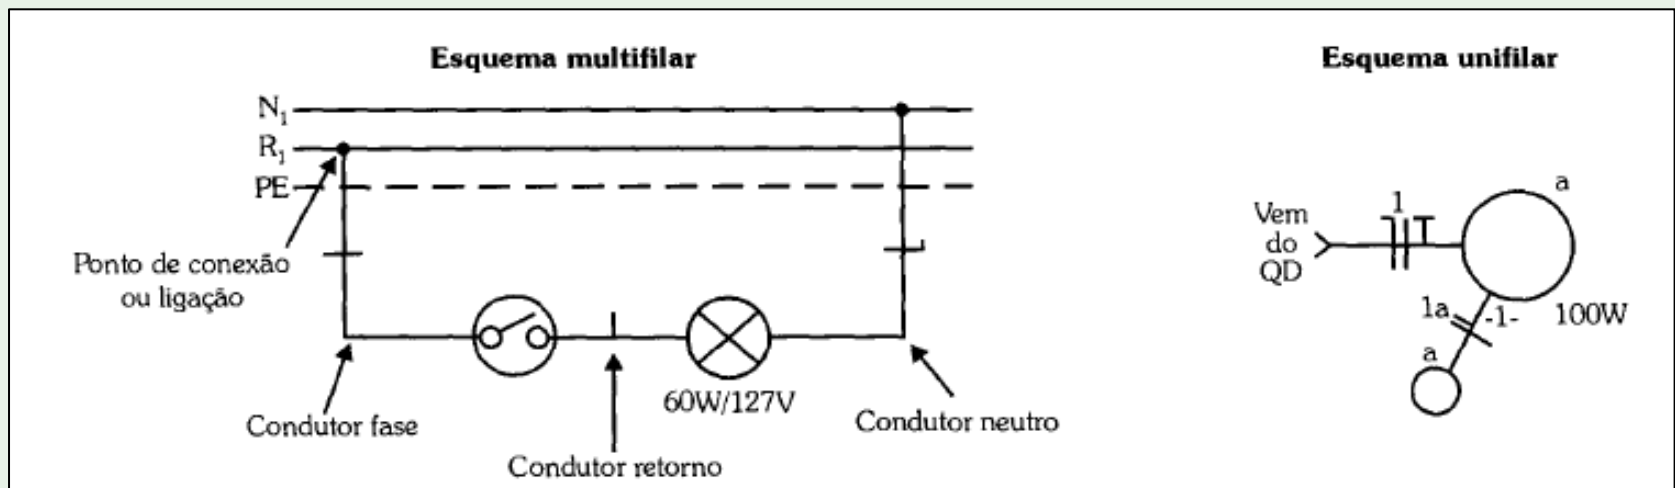 Esquema multifilar
N₁
R₁
PE
Ponto de conexão
ou ligação
60W/127V
Condutor fase
Condutor retorno
Condutor neutro
Esquema unifilar
a
1
Vem
do
QD
1a
-1-
100W
a